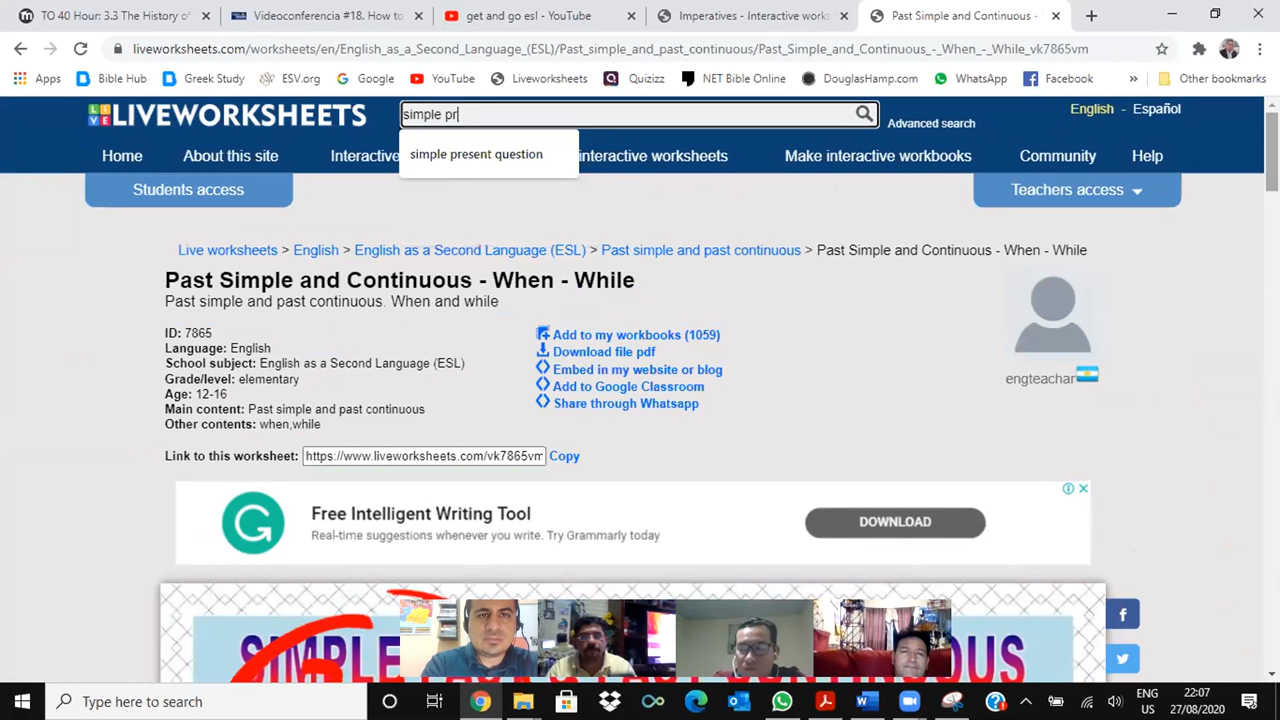 TO 40 Hour: 3.3 The History of
Videoconferencia #18. How to
get and go esl - YouTube
Imperatives - Interactive works
Past Simple and Continuous -
liveworksheets.com/worksheets/en/English_as_a_Second_Language_(ESL)/Past_simple_and_past_continuous/Past_Simple_and_Continuous_-_When_-_While_vk7865vm
Apps
Bible Hub
Greek Study
ESV.org
Google
YouTube
Liveworksheets
Quizizz
NET Bible Online
DouglasHamp.com
WhatsApp
Facebook
»
Other bookmarks
LIVE LIVEWORKSHEETS
simple pr
Advanced search
English - Español
simple present question
Home
About this site
Interactive
interactive worksheets
Make interactive workbooks
Community
Help
Students access
Teachers access
Live worksheets > English > English as a Second Language (ESL) > Past simple and past continuous > Past Simple and Continuous - When - While
Past Simple and Continuous - When - While
Past simple and past continuous. When and while
ID: 7865
Language: English
School subject: English as a Second Language (ESL)
Grade/level: elementary
Age: 12-16
Main content: Past simple and past continuous
Other contents: when,while
Add to my workbooks (1059)
Download file pdf
Embed in my website or blog
Add to Google Classroom
Share through Whatsapp
engteachar
Link to this worksheet: https://www.liveworksheets.com/vk7865vm Copy
Free Intelligent Writing Tool
Real-time suggestions whenever you write. Try Grammarly today
DOWNLOAD
Type here to search
ENG
US
22:07
27/08/2020